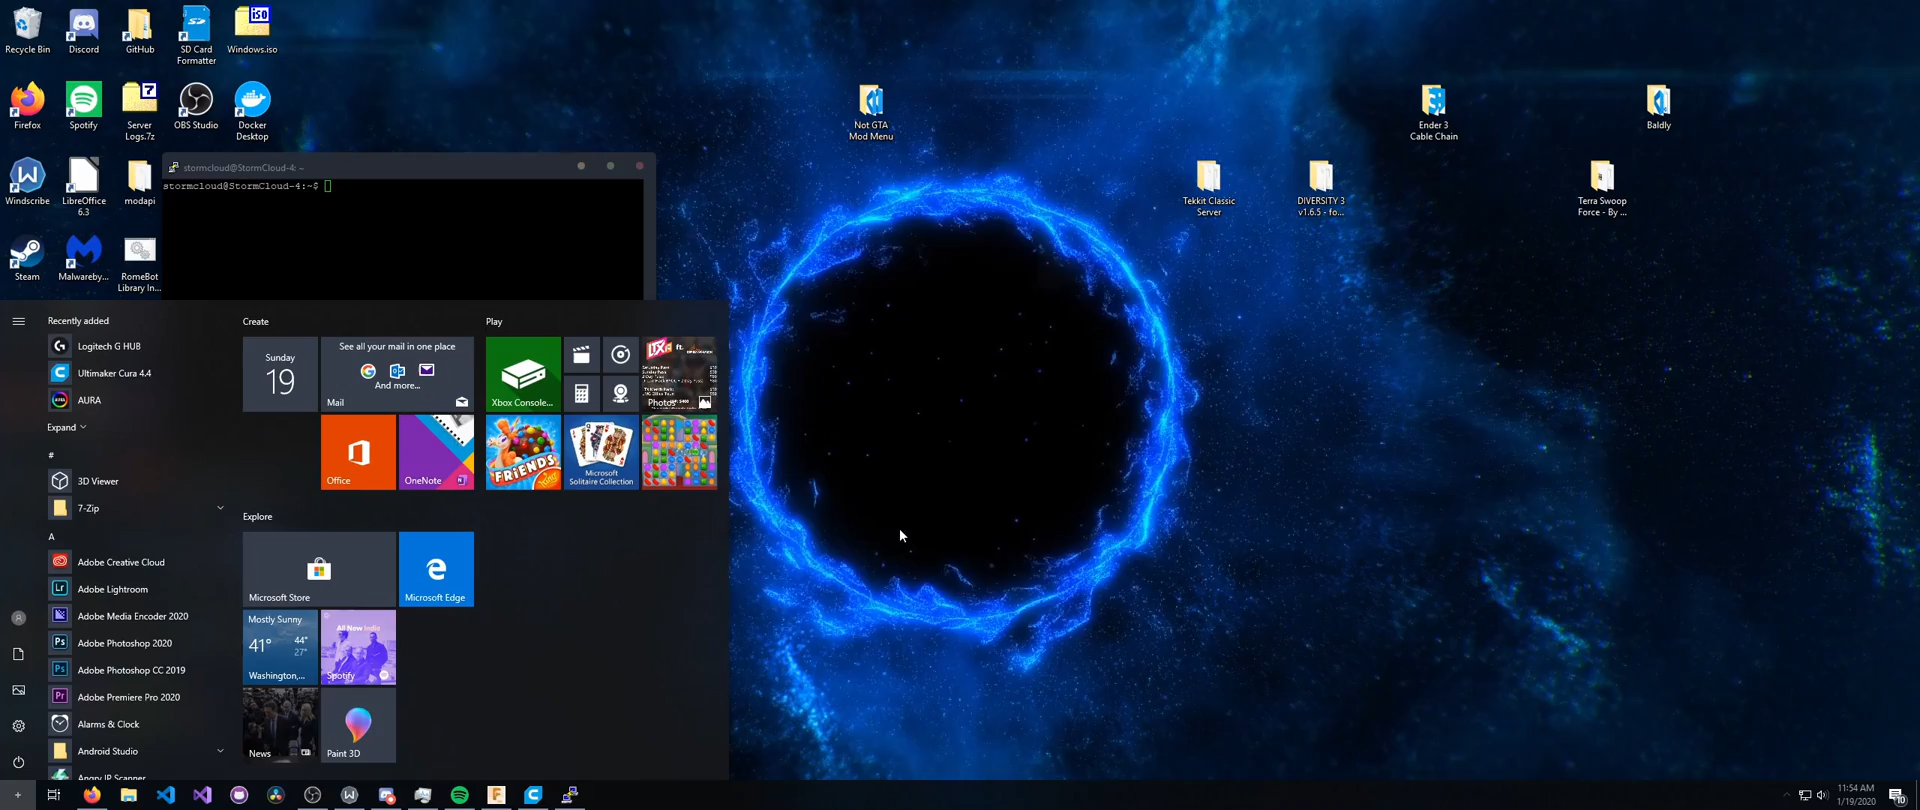 Recycle Bin
Discord
GitHub
SD Card
Formatter
Windows.iso
Firefox
Spotify
Server
Logs.7z
OBS Studio
Docker
Desktop
Windscribe
LibreOffice
6.3
modapi
Steam
Malwareby...
RomeBot
Library In...
Not GTA
Mod Menu
Ender 3
Cable Chain
Baldly
Tekkit Classic
Server
DIVERSITY 3
v1.6.5 - fo...
Terra Swoop
Force - By ...
stormcloud@StormCloud-4: ~
stormcloud@StormCloud-4:~$
Recently added
Logitech G HUB
Ultimaker Cura 4.4
AURA
Expand
#
3D Viewer
7-Zip
A
Adobe Creative Cloud
Adobe Lightroom
Adobe Media Encoder 2020
Adobe Photoshop 2020
Adobe Photoshop CC 2019
Adobe Premiere Pro 2020
Alarms & Clock
Android Studio
Angry IP Scanner
Create
Sunday
19
See all your mail in one place
And more...
Mail
Office
OneNote
Play
Xbox Console...
Photos
FRIENDS
Microsoft
Solitaire Collection
Explore
Microsoft Store
Microsoft Edge
Mostly Sunny
41°
44°
27°
Washington,...
All New Indie
Spotify
News
Paint 3D
11:54 AM
1/19/2020
10